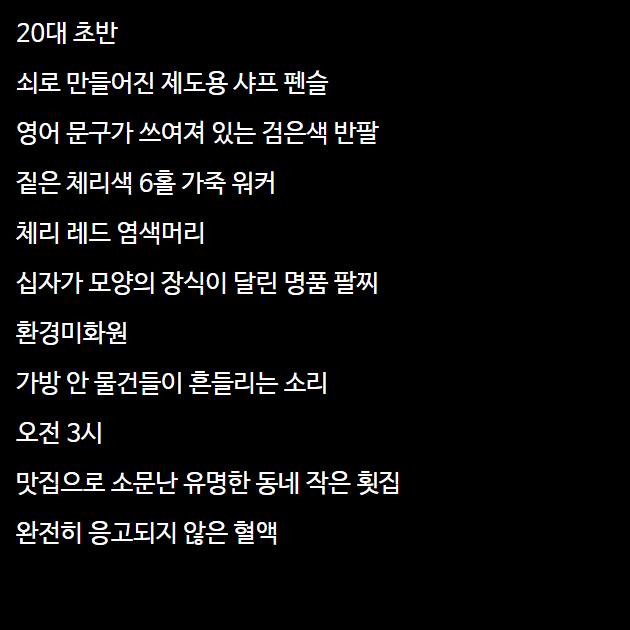 20대 초반
쇠로 만들어진 제도용 샤프 펜슬
영어 문구가 쓰여져 있는 검은색 반팔
짙은 체리색 6홀 가죽 워커
체리 레드 염색머리
십자가 모양의 장식이 달린 명품 팔찌
환경미화원
가방 안 물건들이 흔들리는 소리
오전 3시
맛집으로 소문난 유명한 동네 작은 횟집
완전히 응고되지 않은 혈액